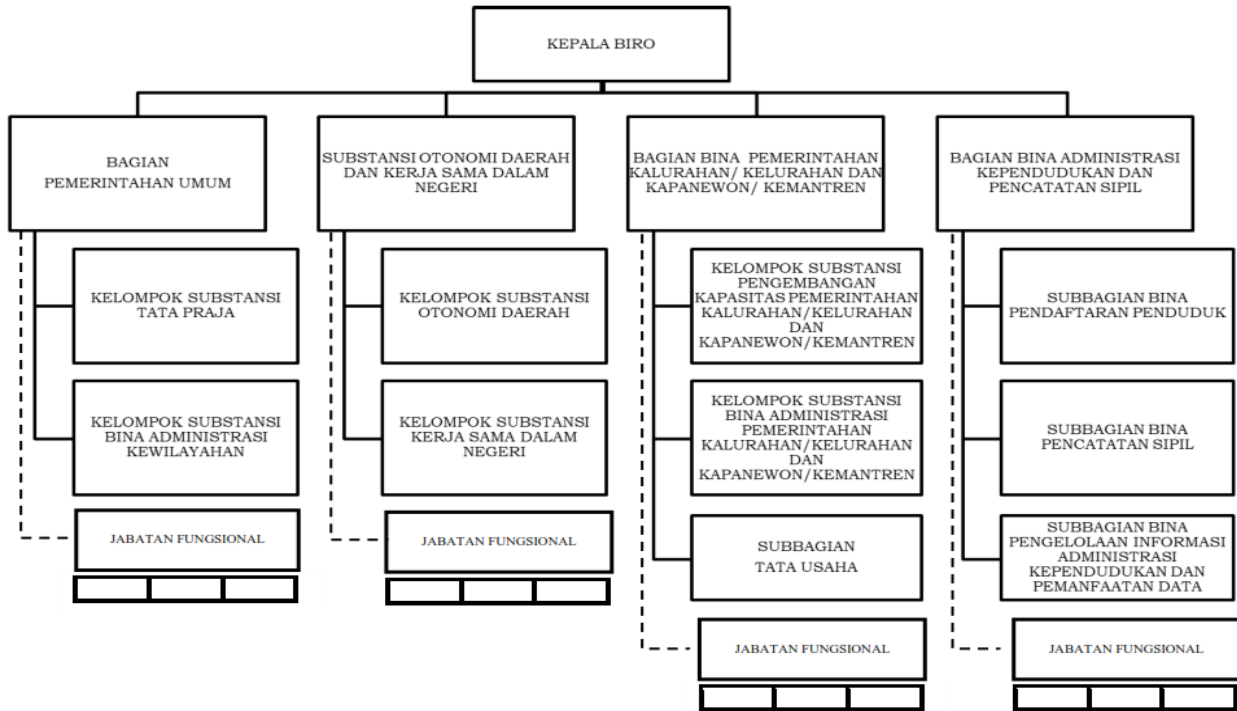 KEPALA BIRO
BAGIAN
PEMERINTAHAN UMUM
SUBSTANSI OTONOMI DAERAH
DAN KERJA SAMA DALAM
NEGERI
BAGIAN BINA PEMERINTAHAN
KALURAHAN/ KELURAHAN DAN
KAPANEWON/ KEMANTREN
BAGIAN BINA ADMINISTRASI
KEPENDUDUKAN DAN
PENCATATAN SIPIL
KELOMPOK SUBSTANSI
TATA PRAJA
KELOMPOK SUBSTANSI
OTONOMI DAERAH
KELOMPOK SUBSTANSI
PENGEMBANGAN
KAPASITAS PEMERINTAHAN
KALURAHAN/KELURAHAN
DAN
KAPANEWON/KEMANTREN
SUBBAGIAN BINA
PENDAFTARAN PENDUDUK
KELOMPOK SUBSTANSI
BINA ADMINISTRASI
KEWILAYAHAN
KELOMPOK SUBSTANSI
KERJA SAMA DALAM
NEGERI
KELOMPOK SUBSTANSI
BINA ADMINISTRASI
PEMERINTAHAN
KALURAHAN/KELURAHAN
DAN
KAPANEWON/KEMANTREN
SUBBAGIAN BINA
PENCATATAN SIPIL
JABATAN FUNGSIONAL
JABATAN FUNGSIONAL
SUBBAGIAN
TATA USAHA
SUBBAGIAN BINA
PENGELOLAAN INFORMASI
ADMINISTRASI
KEPENDUDUKAN DAN
PEMANFAATAN DATA
JABATAN FUNGSIONAL
JABATAN FUNGSIONAL